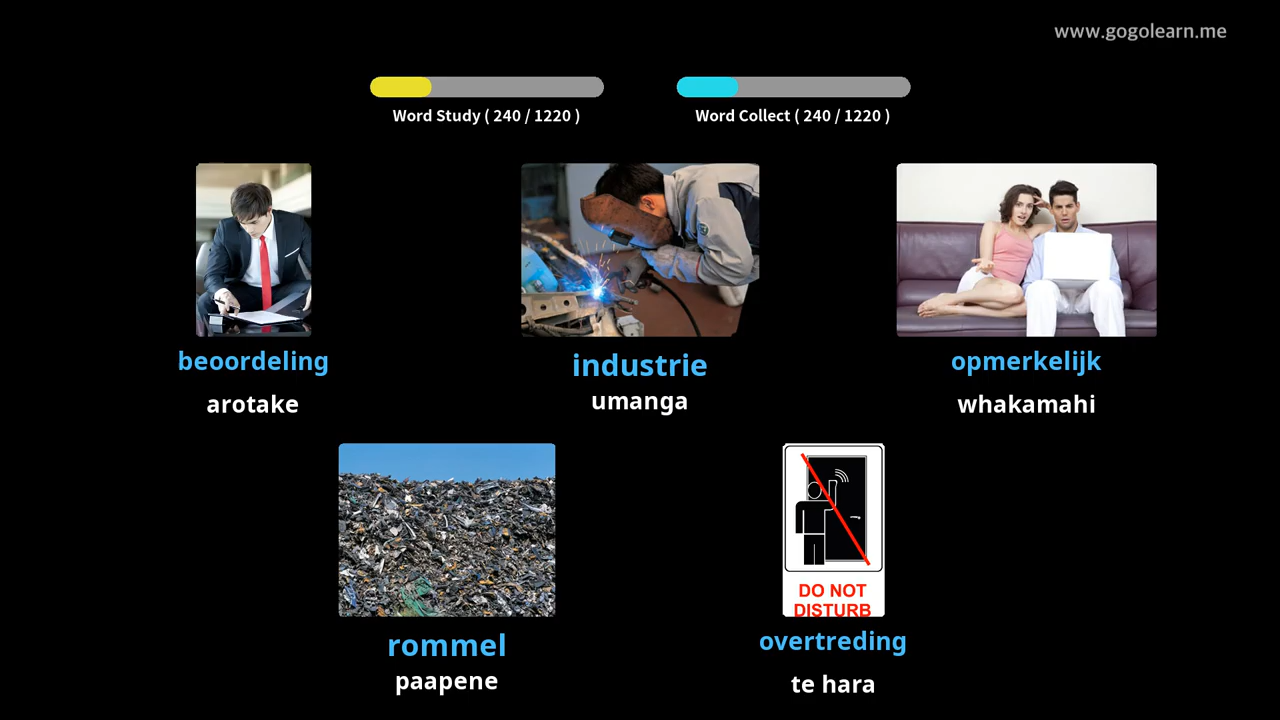 www.gogolearn.me
Word Study ( 240 / 1220 )
Word Collect ( 240 / 1220 )
beoordeling
industrie
opmerkelijk
arotake
umanga
whakamahi
DO NOT
DISTURB
rommel
overtreding
paapene
te hara